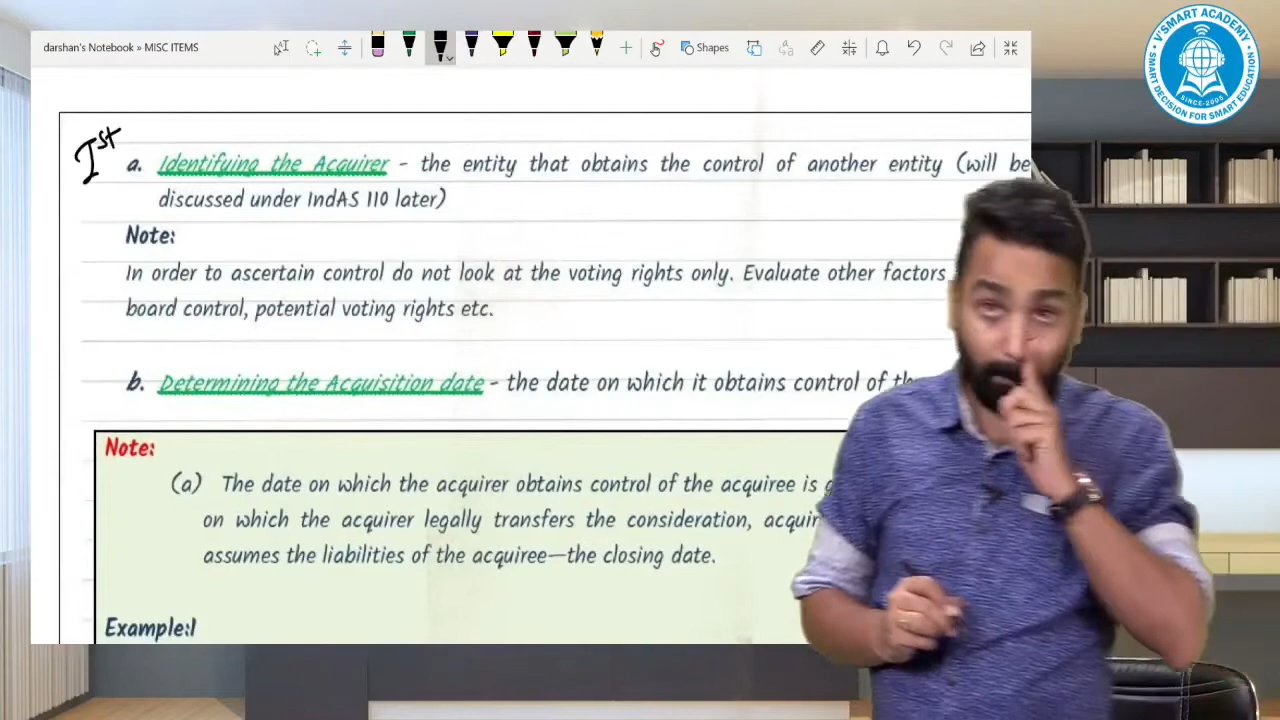 darshan's Notebook » MISC ITEMS
Shapes
V'SMART ACADEMY
SMART DECISION FOR SMART EDUCATION
SINCE-2005
Ist
a. Identifying the Acquirer - the entity that obtains the control of another entity (will be
discussed under IndAS 110 later)
Note:
In order to ascertain control do not look at the voting rights only. Evaluate other factors
board control, potential voting rights etc.
b. Determining the Acquisition date - the date on which it obtains control of
Note:
(a) The date on which the acquirer obtains control of the acquiree is
on which the acquirer legally transfers the consideration,
assumes the liabilities of the acquiree—the closing date.
Example:1